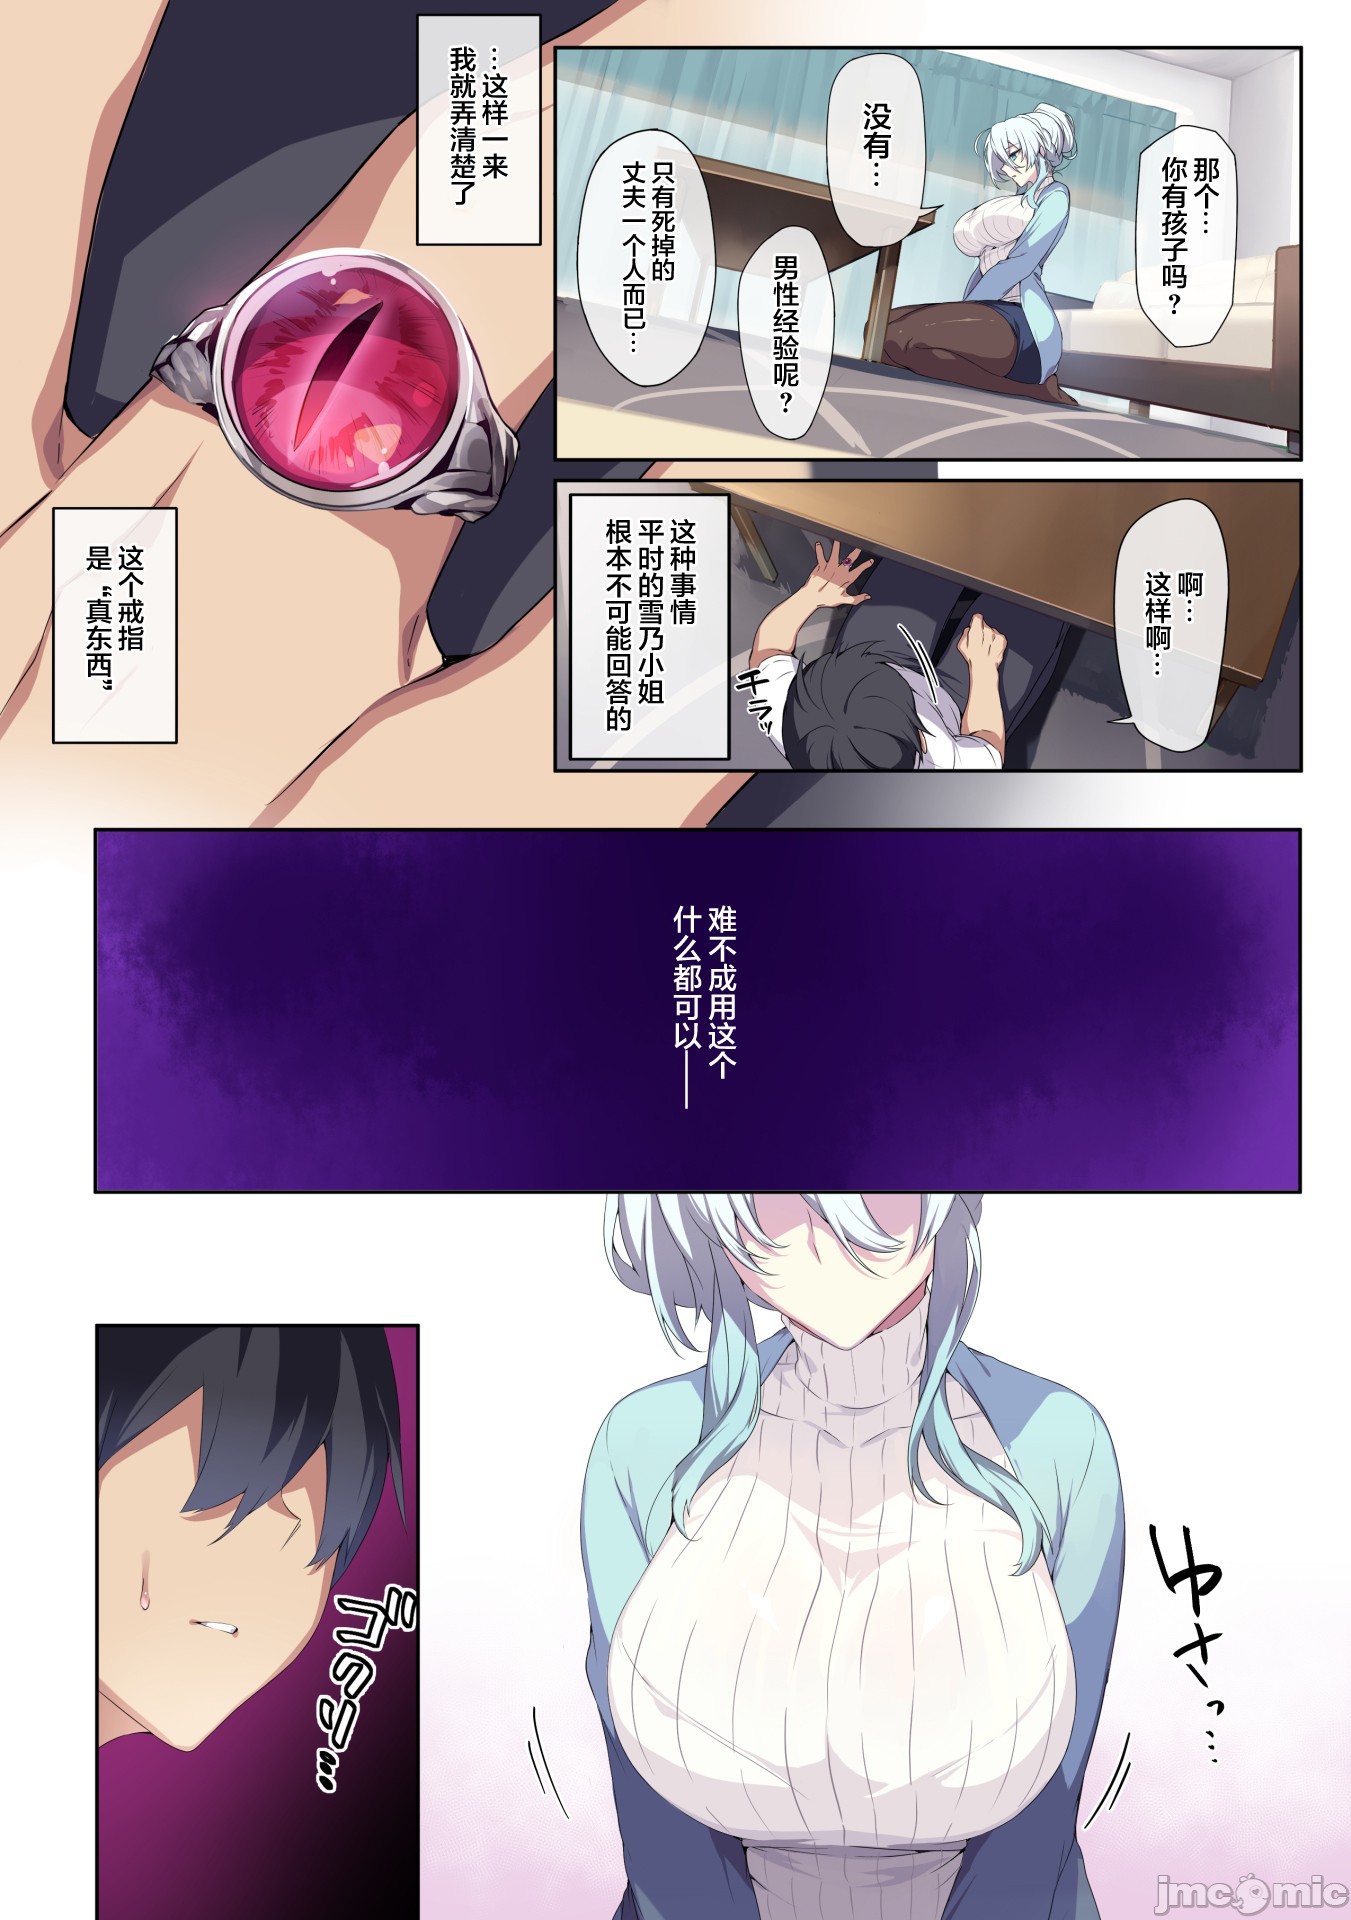 那个…
你有孩子吗？
没有…
男性经验呢？
只有死掉的
丈夫一个人而已…
啊…
这样啊…
チラッ
这种事情
平时的雪乃小姐
根本不可能回答的
…这样一来
我就弄清楚了
这个戒指
是“真东西”
难不成用这个
什么都可以——
ゆさっ…
jmcomic